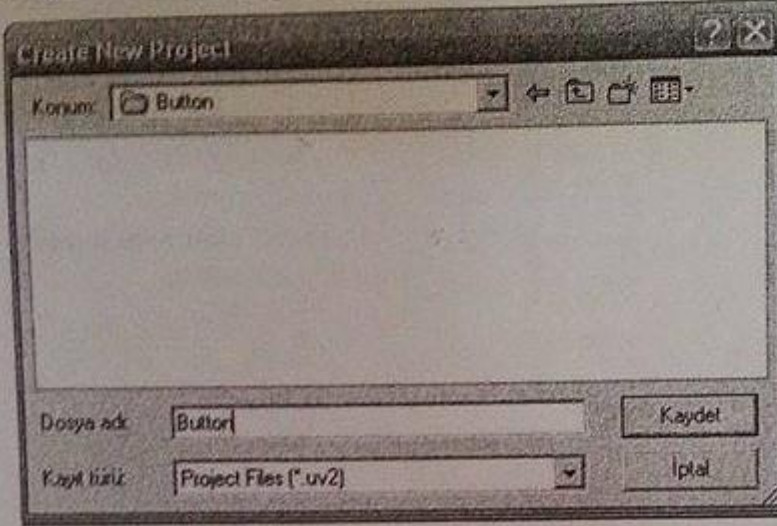 Create New Project
Konum: Button
Dosya adı: Button
Kaydet
Kayıt türü: Project Files (*.uv2)
İptal